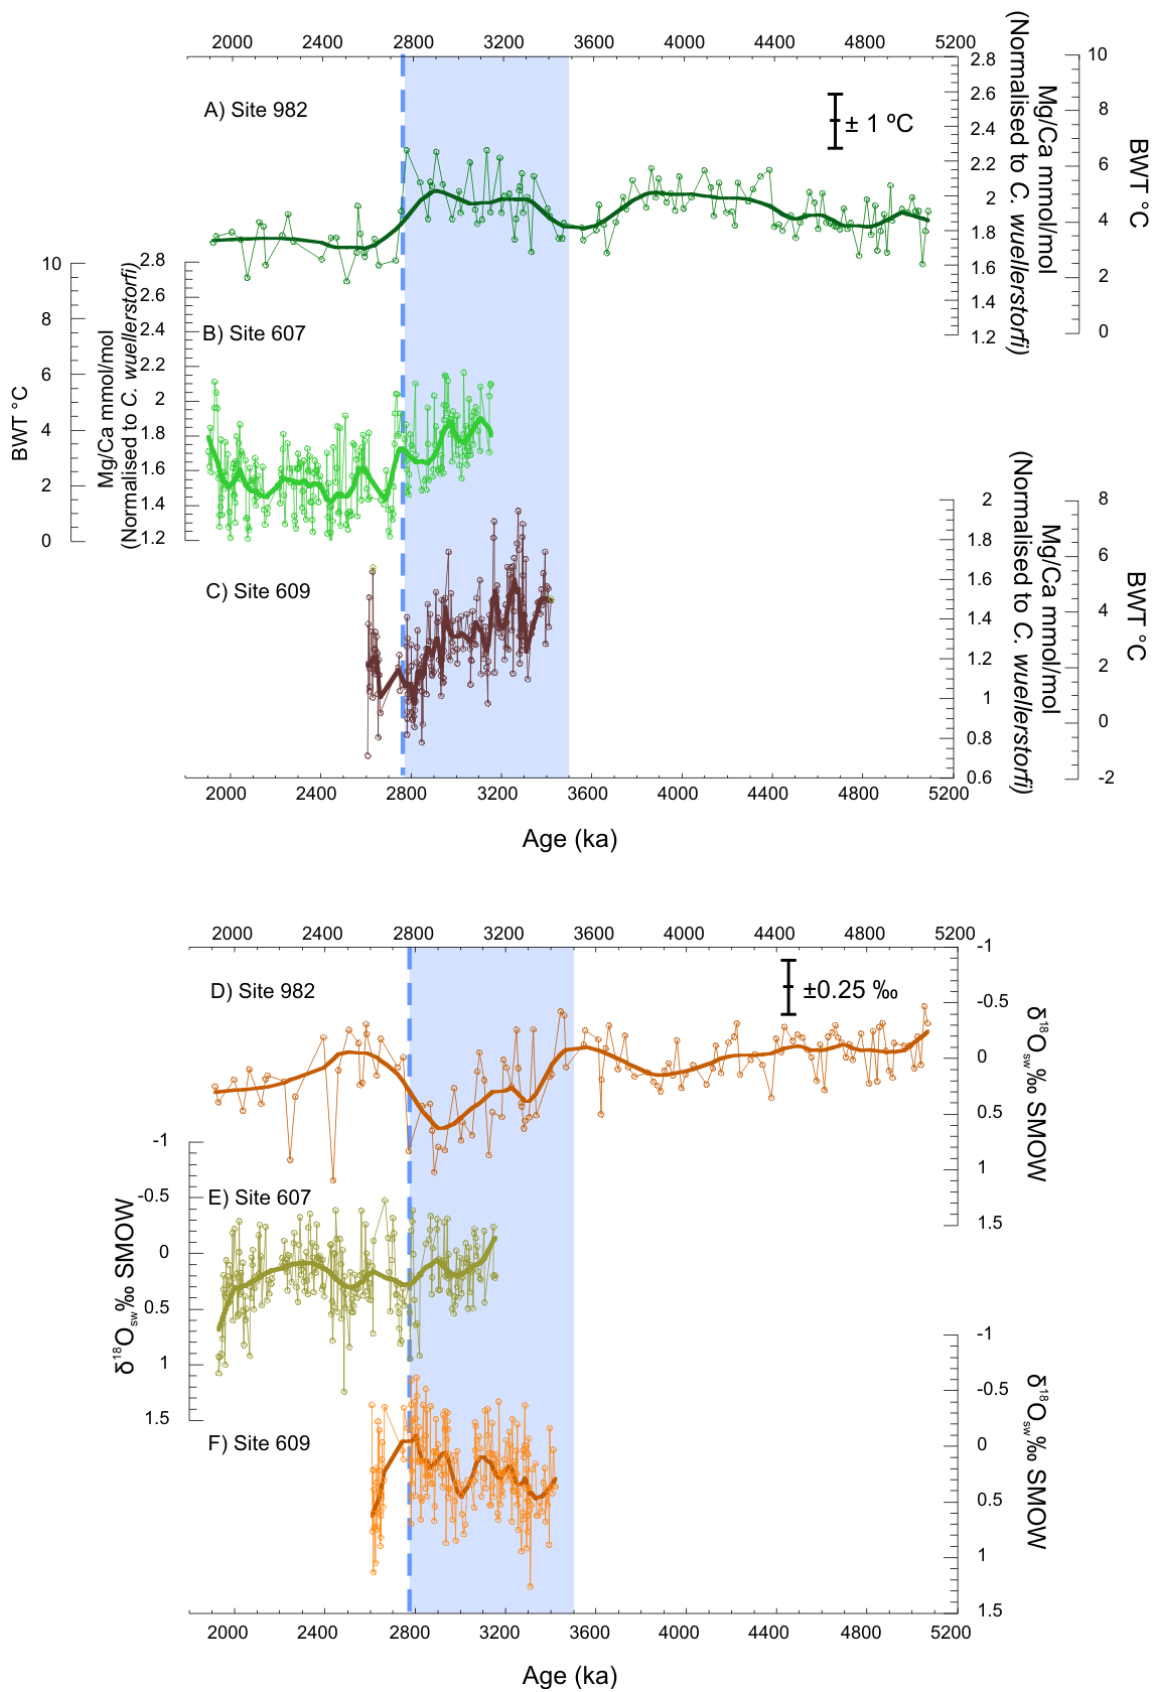 2000 2400 2800 3200 3600 4000 4400 4800 5200
A) Site 982
± 1 ºC
2.8
2.6
2.4
2.2
2
1.8
1.6
1.4
1.2
Mg/Ca mmol/mol
(Normalised to C. wuellerstorfi)
10
8
6
4
2
0
BWT °C
B) Site 607
BWT °C
10
8
6
4
2
0
Mg/Ca mmol/mol
(Normalised to C. wuellerstorfi)
2.8
2.6
2.4
2.2
2
1.8
1.6
1.4
1.2
C) Site 609
2
1.8
1.6
1.4
1.2
1
0.8
0.6
Mg/Ca mmol/mol
(Normalised to C. wuellerstorfi)
8
6
4
2
0
-2
BWT °C
2000 2400 2800 3200 3600 4000 4400 4800 5200
Age (ka)
2000 2400 2800 3200 3600 4000 4400 4800 5200
D) Site 982
±0.25 ‰
-1
-0.5
0
0.5
1
1.5
δ¹⁸Osw‰ SMOW
E) Site 607
δ¹⁸Osw‰ SMOW
-1
-0.5
0
0.5
1
1.5
F) Site 609
-1
-0.5
0
0.5
1
1.5
δ¹⁸Osw‰ SMOW
2000 2400 2800 3200 3600 4000 4400 4800 5200
Age (ka)